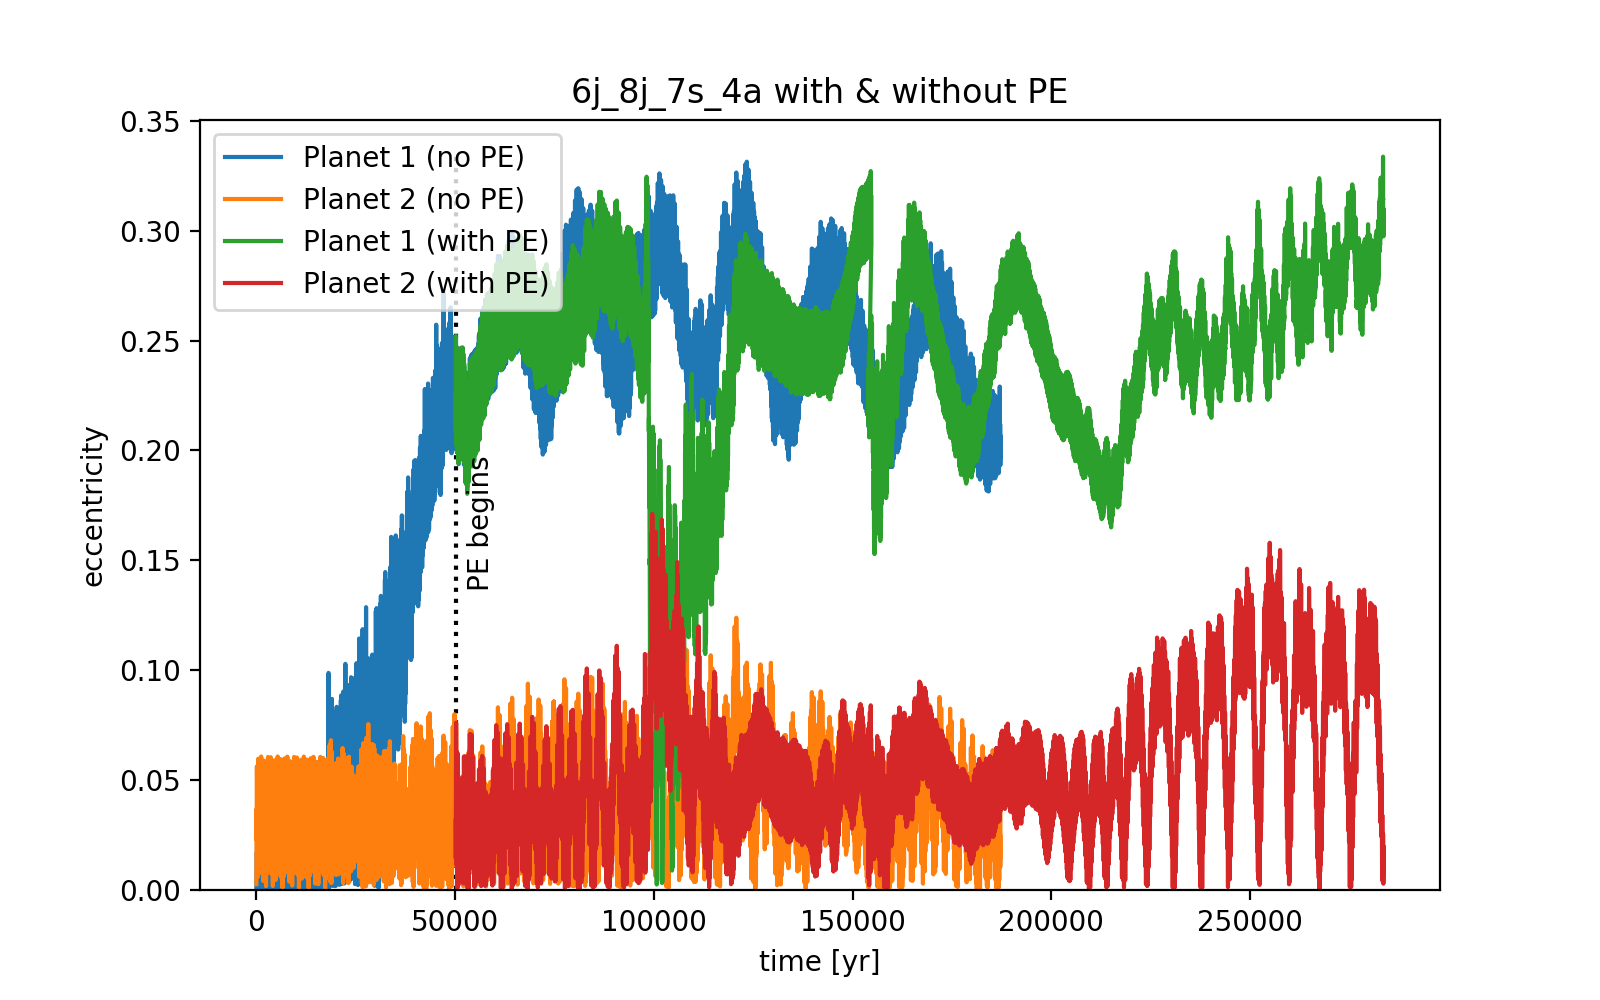 6j_8j_7s_4a with & without PE
0.35
0.30
0.25
0.20
0.15
0.10
0.05
0.00
eccentricity
Planet 1 (no PE)
Planet 2 (no PE)
Planet 1 (with PE)
Planet 2 (with PE)
PE begins
0
50000
100000
150000
200000
250000
time [yr]